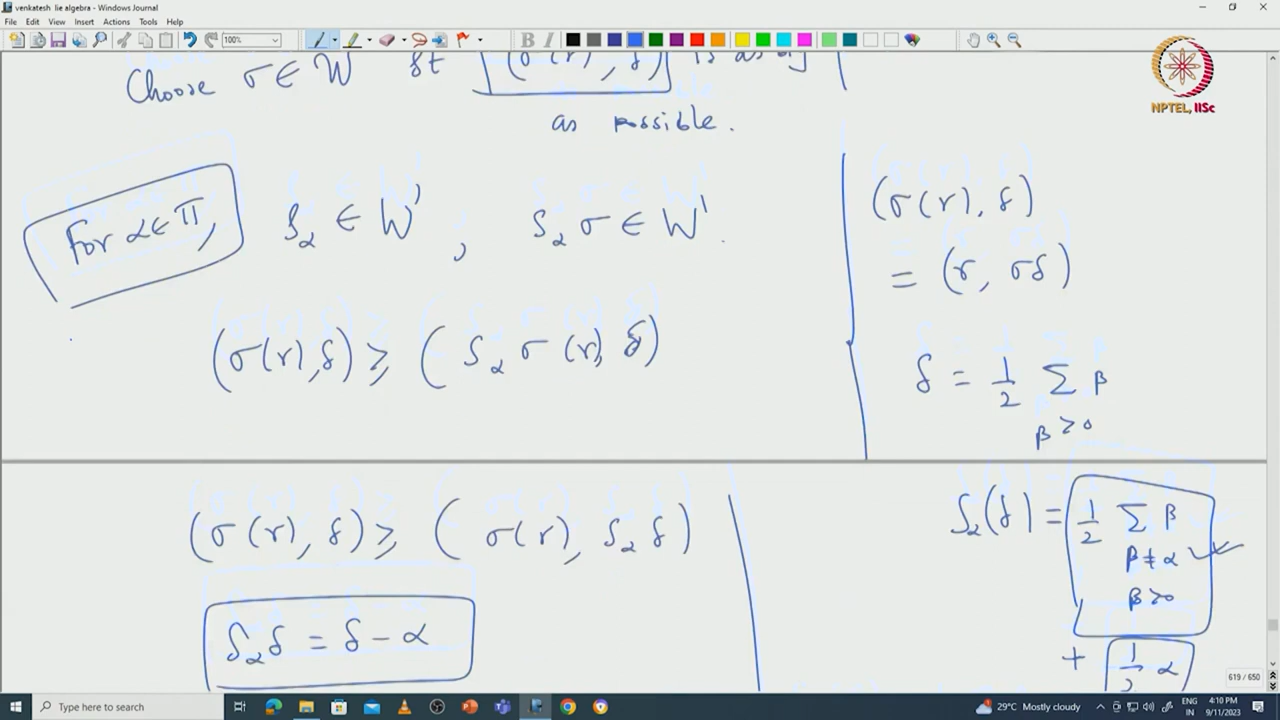 venkatesh lie algebra - Windows Journal
File Edit View Insert Actions Tools Help
100%
B I
NPTEL, IISc
Choose σ ∈ W st (σ(γ), δ) is as big
as possible.
For α ∈ Π, S_α ∈ W' ; S_α σ ∈ W'.
(σ(γ), δ) ≥ (S_α σ(γ), δ)
(σ(γ), δ)
= (γ, σδ)
δ = 1/2 Σ β
β > 0
(σ(γ), δ) ≥ (σ(γ), S_α δ)
S_α δ = δ - α
S_α(δ) = 1/2 Σ β
β ≠ α
β > 0
+ 1/2 α
619 / 650
Type here to search
29°C Mostly cloudy
ENG
IN
4:10 PM
9/11/2023